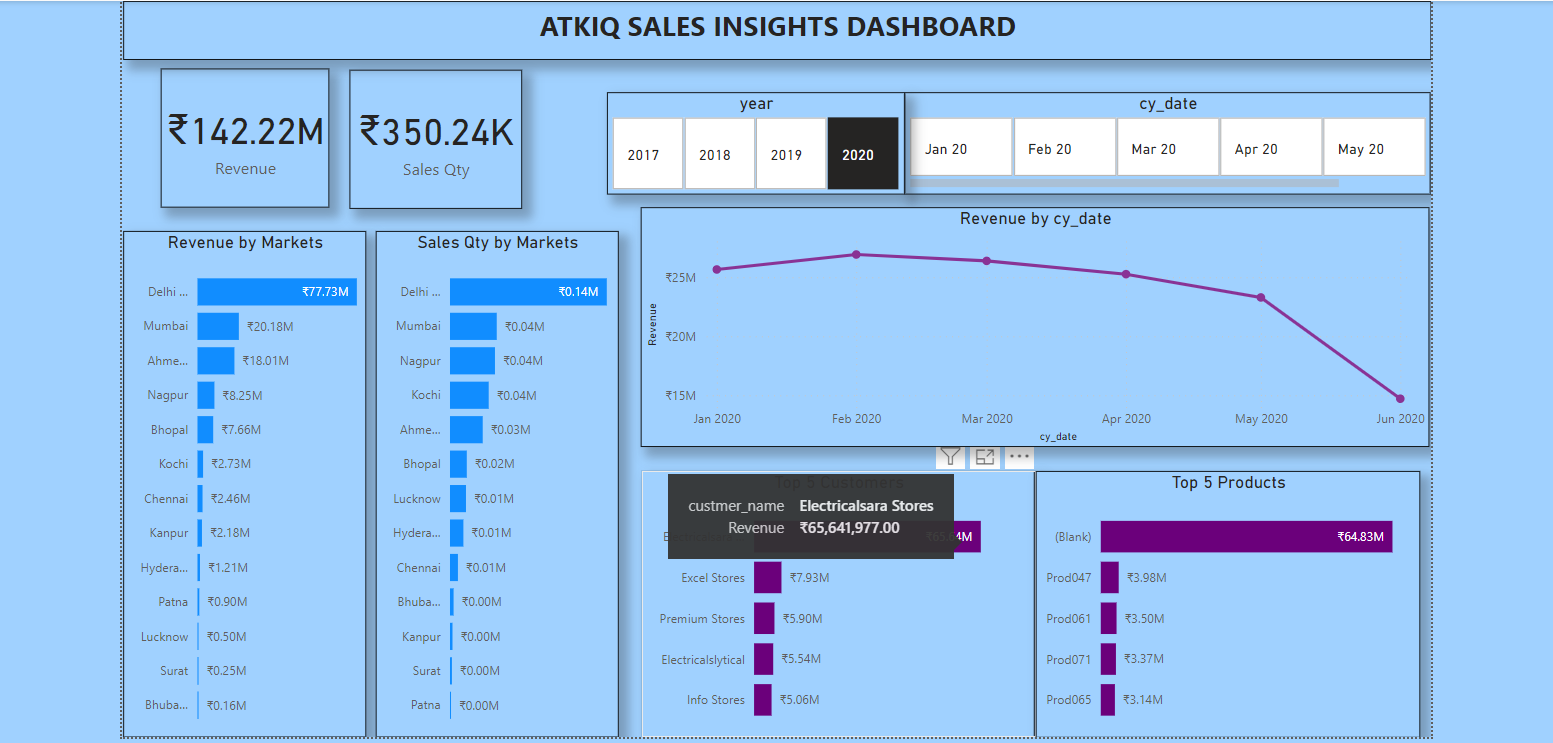 ATKIQ SALES INSIGHTS DASHBOARD
₹142.22M
Revenue
₹350.24K
Sales Qty
year
2017 2018 2019 2020
cy_date
Jan 20 Feb 20 Mar 20 Apr 20 May 20
Revenue by Markets
Delhi ... ₹77.73M
Mumbai ₹20.18M
Ahme... ₹18.01M
Nagpur ₹8.25M
Bhopal ₹7.66M
Kochi ₹2.73M
Chennai ₹2.46M
Kanpur ₹2.18M
Hydera... ₹1.21M
Patna ₹0.90M
Lucknow ₹0.50M
Surat ₹0.25M
Bhuba... ₹0.16M
Sales Qty by Markets
Delhi ... ₹0.14M
Mumbai ₹0.04M
Nagpur ₹0.04M
Kochi ₹0.04M
Ahme... ₹0.03M
Bhopal ₹0.02M
Lucknow ₹0.01M
Hydera... ₹0.01M
Chennai ₹0.01M
Bhuba... ₹0.00M
Kanpur ₹0.00M
Surat ₹0.00M
Patna ₹0.00M
Revenue by cy_date
Revenue
₹25M
₹20M
₹15M
Jan 2020 Feb 2020 Mar 2020 Apr 2020 May 2020 Jun 2020
cy_date
Top 5 Customers
custmer_name Electricalsara Stores
Revenue ₹65,641,977.00
₹65.64M
Excel Stores ₹7.93M
Premium Stores ₹5.90M
Electricalslytical ₹5.54M
Info Stores ₹5.06M
Top 5 Products
(Blank) ₹64.83M
Prod047 ₹3.98M
Prod061 ₹3.50M
Prod071 ₹3.37M
Prod065 ₹3.14M